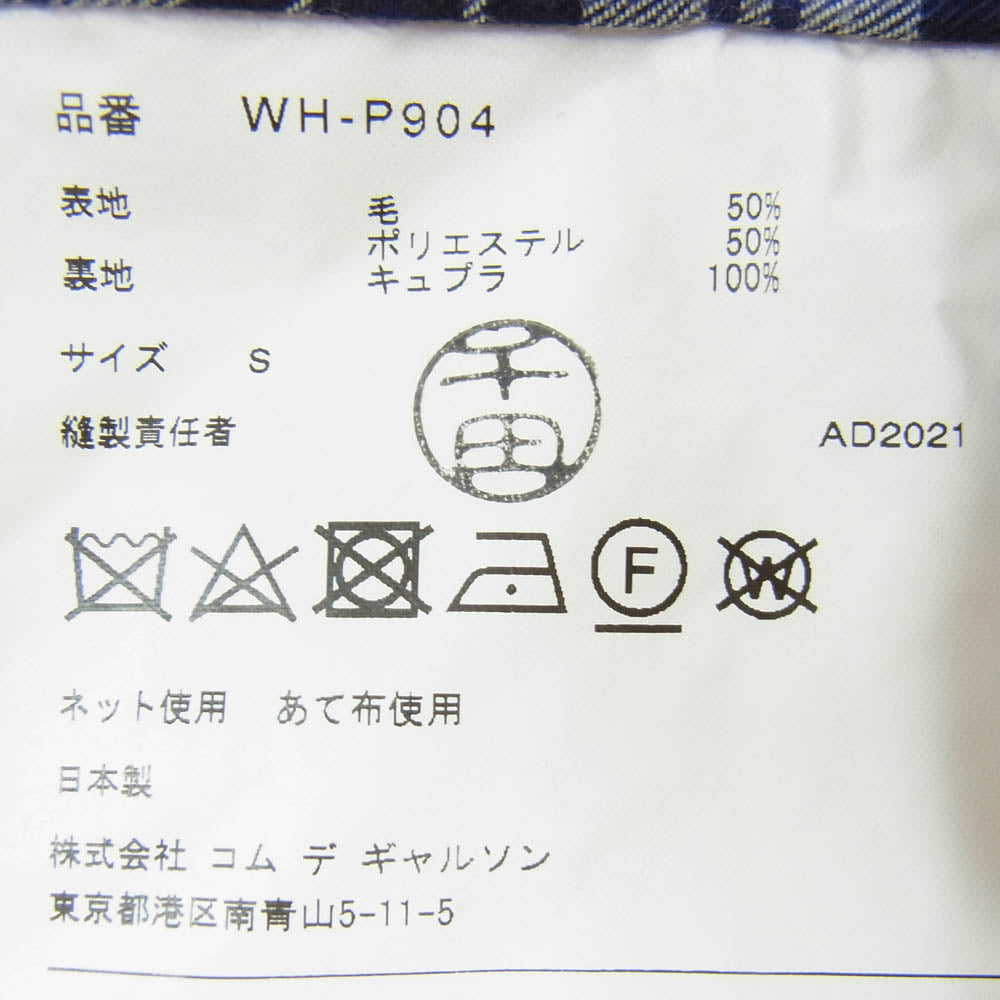 品番 WH-P904
表地 毛 50%
ポリエステル 50%
裏地 キュプラ 100%
サイズ S
千田
縫製責任者 AD2021
F W
ネット使用 あて布使用
日本製
株式会社 コム デ ギャルソン
東京都港区南青山5-11-5